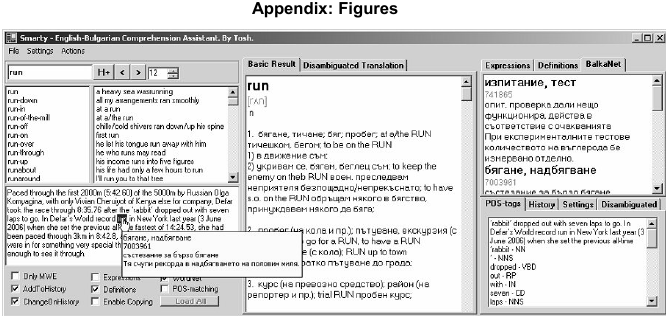 Appendix: Figures
Smarty - English-Bulgarian Comprehension Assistant. By Tosh.
File Settings Actions
run
H+ < > 12
run
run-down
run-in
run-of-the-mill
run-off
run-on
run-over
run-through
run-up
runabout
runaround
a heavy sea was running
all my arrangements ran smoothly
at a run
at a/the run
chills/cold shivers ran down/up his spine
first run
he let his tongue run away with him
he who runs may read
his income runs into five figures
his life had only a few hours to run
I'll run you to that tree
Paced through the first 2000m (5:42.60) of the 5000m by Russian Olga
Komyagina, with only Vivian Cheruiyot of Kenya else for company, Defar
took the race through 8:35.76 after the 'rabbit' dropped out with seven
laps to go. In Defar's World record run in New York last year (3 June
2006) when she set the previous all fastest of 14:24.53, she had
been paced through 3km in 8:42.8,
were in for something very special th
enough to see it through.
бягане, надбягване
7003961
състезание за бързо бягане
Тя счупи рекорда в надбягването на половин миля.
Only MWE
Expressions
WordNet
AddToHistory
Definitions
POS-matching
ChangeOnHistory
Enable Copying
Load All
Basic Result Disambiguated Translation
run
[rʌn]
n
1. бягане, тичане; бяг; пробег; at a/the RUN
тичешком, бегом; to be on the RUN
1) в движение съм;
2) укривам се, бягам, беглец съм; to keep the
enemy on the RUN воен. преследвам
неприятеля безпощадно/непрекъснато; to have
s.o. on the RUN обръщам някого в бягство,
принуждавам някого да бяга;
2. пробег (на кола и пр.); пътуване, екскурзия (с
go for a RUN, to have a RUN
(с кола); RUN up to town
кратко пътуване до града;
3. курс (на превозно средство); район (на
репортер и пр.); trial RUN пробен курс;
Expressions Definitions BalkaNet
изпитание, тест
741865
опит, проверка дали нещо
функционира, действа в
съответствие с очакванията
При експерименталните тестове
количеството на въглерода бе
измерено отделно.
бягане, надбягване
7003961
POS-tags History Settings Disambiguated
'rabbit' dropped out with seven laps to go. In
Defar's World record run in New York last year (3
June 2006) when she set the previous all-time
'rabbit' - NN
' - NNS
dropped - VBD
out - RP
with - IN
seven - CD
laps - NNS